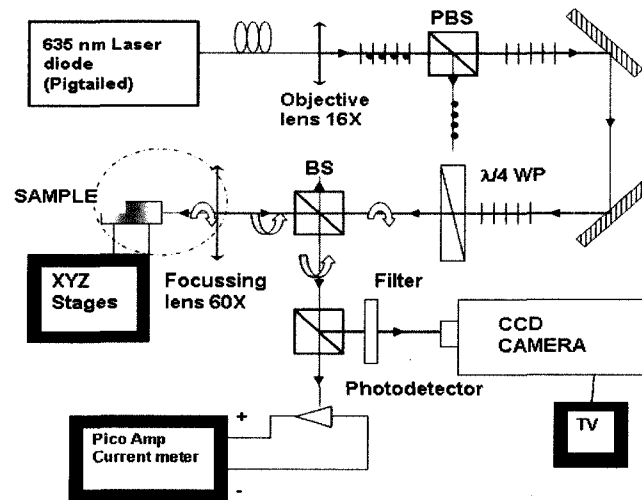 635 nm Laser
diode
(Pigtailed)
Objective
lens 16X
PBS
λ/4 WP
BS
SAMPLE
XYZ
Stages
Focussing
lens 60X
Filter
CCD
CAMERA
Photodetector
TV
+
Pico Amp
Current meter
-